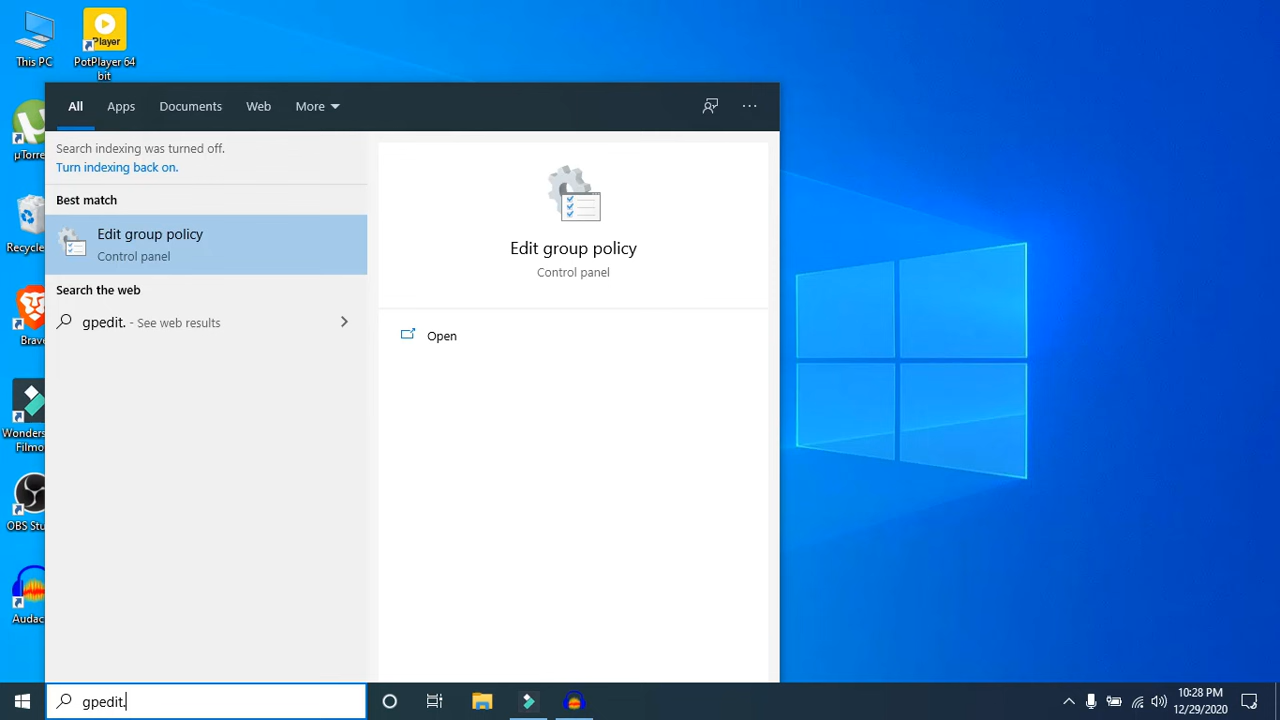 This PC
Player
PotPlayer 64
bit
All
Apps
Documents
Web
More
Search indexing was turned off.
Turn indexing back on.
Best match
Edit group policy
Control panel
Search the web
gpedit. - See web results
Edit group policy
Control panel
Open
µTorre
Recycle
Brave
Wonders
Filmo
OBS Stu
Audac
gpedit.
10:28 PM
12/29/2020